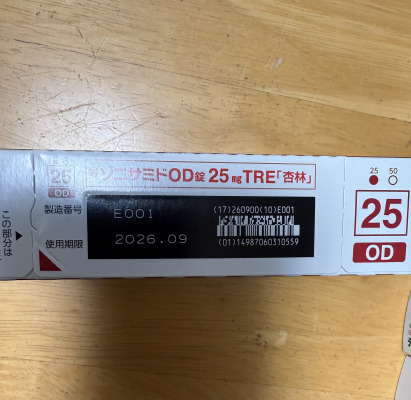 25
OD
ゾニサミドOD錠 25mg TRE「杏林」
製造番号
E001
(17)260900(10)E001
使用期限
2026.09
(01)14987060310559
25 50
25
OD
この部分は